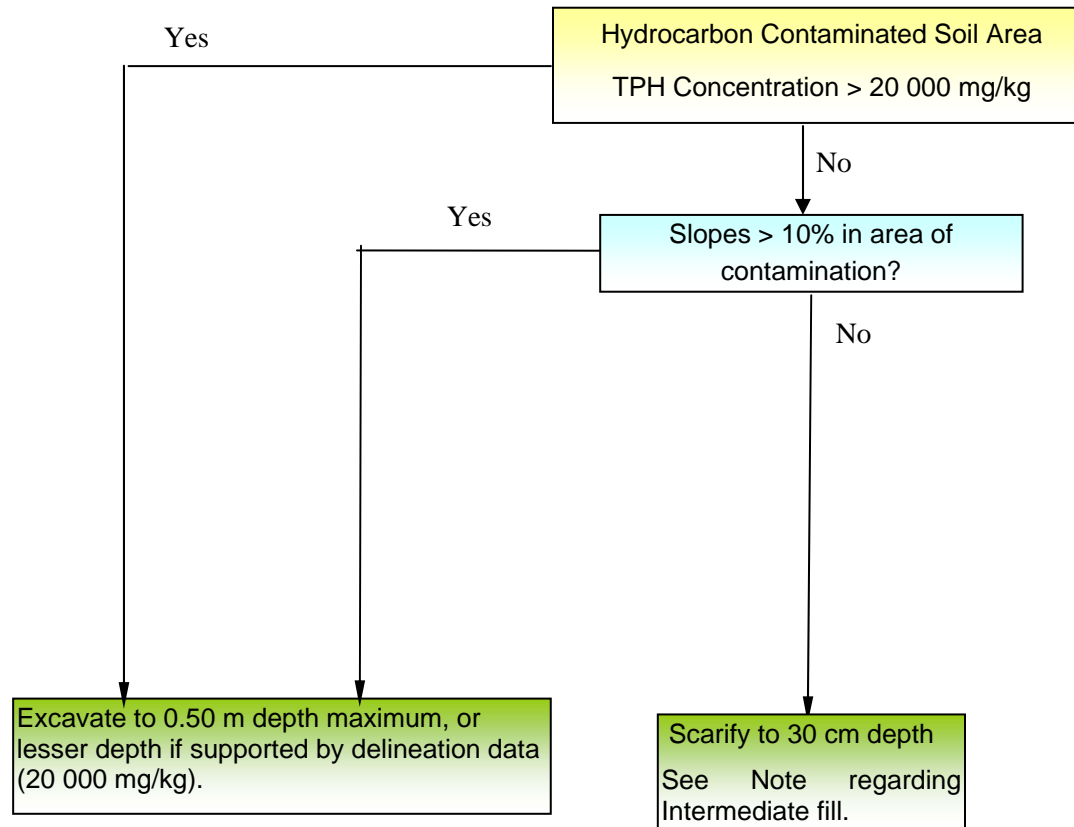 Yes
Hydrocarbon Contaminated Soil Area
TPH Concentration > 20 000 mg/kg
No
Yes
Slopes > 10% in area of
contamination?
No
Excavate to 0.50 m depth maximum, or
lesser depth if supported by delineation data
(20 000 mg/kg).
Scarify to 30 cm depth
See Note regarding
Intermediate fill.